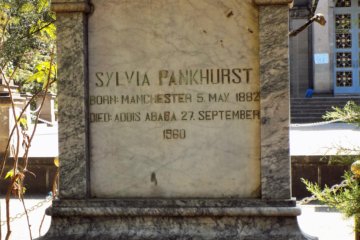 SYLVIA PANKHURST
BORN: MANCHESTER 5. MAY. 1882
DIED: ADDIS ABABA 27. SEPTEMBER
1960